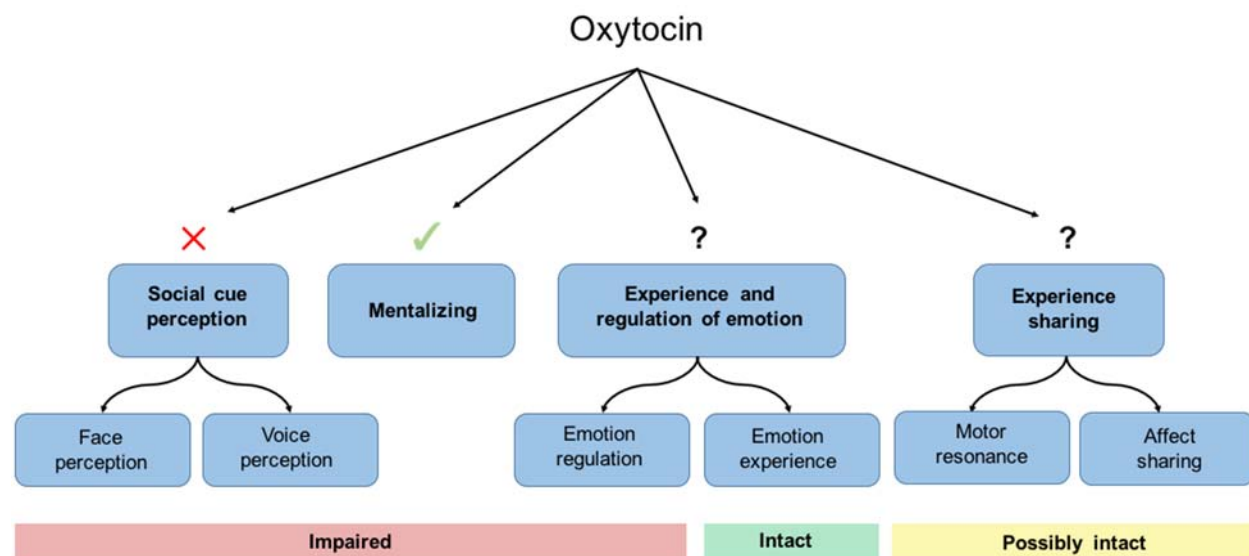 Oxytocin
?
?
Social cue
perception
Mentalizing
Experience and
regulation of emotion
Experience
sharing
Face
perception
Voice
perception
Emotion
regulation
Emotion
experience
Motor
resonance
Affect
sharing
Impaired
Intact
Possibly intact